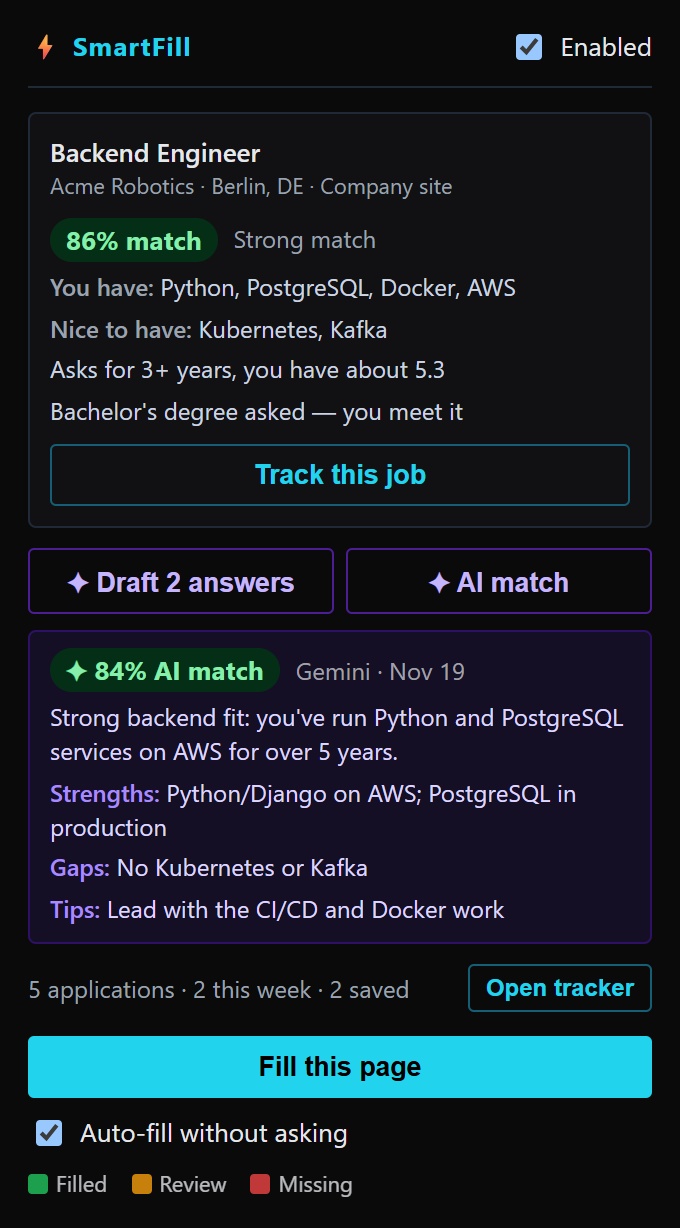 SmartFill
Enabled
Backend Engineer
Acme Robotics · Berlin, DE · Company site
86% match
Strong match
You have: Python, PostgreSQL, Docker, AWS
Nice to have: Kubernetes, Kafka
Asks for 3+ years, you have about 5.3
Bachelor's degree asked — you meet it
Track this job
✦ Draft 2 answers
✦ AI match
✦ 84% AI match
Gemini · Nov 19
Strong backend fit: you've run Python and PostgreSQL
services on AWS for over 5 years.
Strengths: Python/Django on AWS; PostgreSQL in
production
Gaps: No Kubernetes or Kafka
Tips: Lead with the CI/CD and Docker work
5 applications · 2 this week · 2 saved
Open tracker
Fill this page
Auto-fill without asking
Filled
Review
Missing